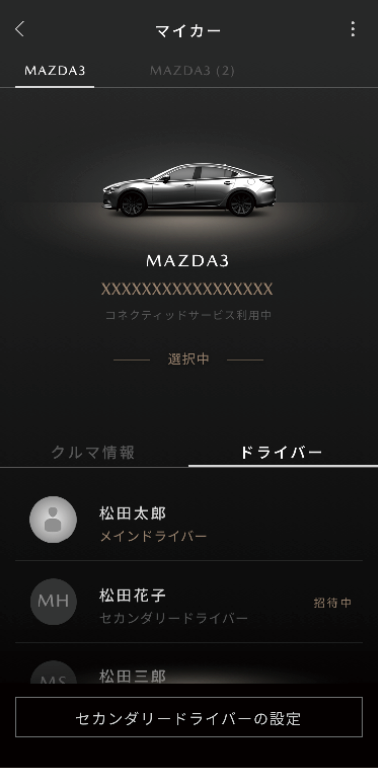 マイカー
MAZDA3
MAZDA3 (2)
MAZDA3
XXXXXXXXXXXXXXXXX
コネクティッドサービス利用中
選択中
クルマ情報
ドライバー
松田太郎
メインドライバー
MH
松田花子
セカンダリードライバー
招待中
MS
松田三郎
セカンダリードライバーの設定